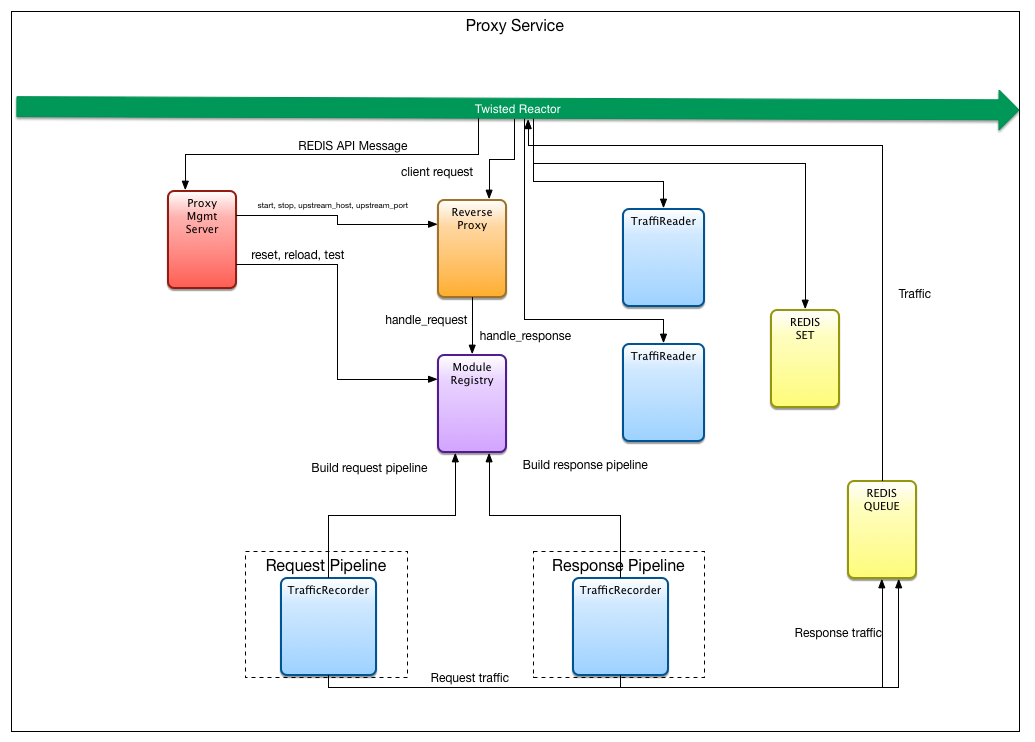 Proxy Service
Twisted Reactor
REDIS API Message
client request
Proxy
Mgmt
Server
start, stop, upstream_host, upstream_port
Reverse
Proxy
TraffiReader
reset, reload, test
Traffic
handle_request
handle_response
REDIS
SET
TraffiReader
Module
Registry
Build request pipeline
Build response pipeline
REDIS
QUEUE
Request Pipeline
Response Pipeline
TrafficRecorder
TrafficRecorder
Response traffic
Request traffic